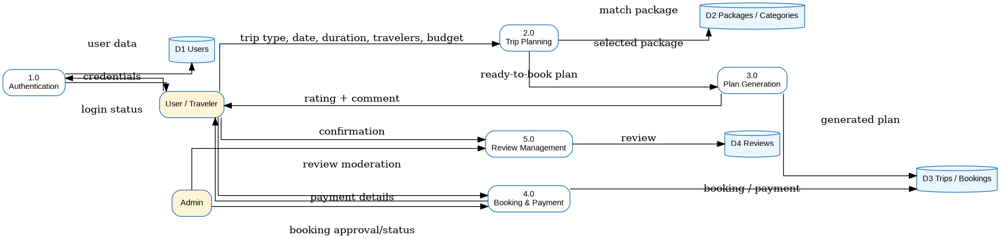 match package
D2 Packages / Categories
user data
D1 Users
trip type, date, duration, travelers, budget
2.0
Trip Planning
selected package
1.0
Authentication
credentials
ready-to-book plan
3.0
Plan Generation
login status
User / Traveler
rating + comment
generated plan
confirmation
5.0
Review Management
review
D4 Reviews
review moderation
D3 Trips / Bookings
Admin
payment details
4.0
Booking & Payment
booking / payment
booking approval/status